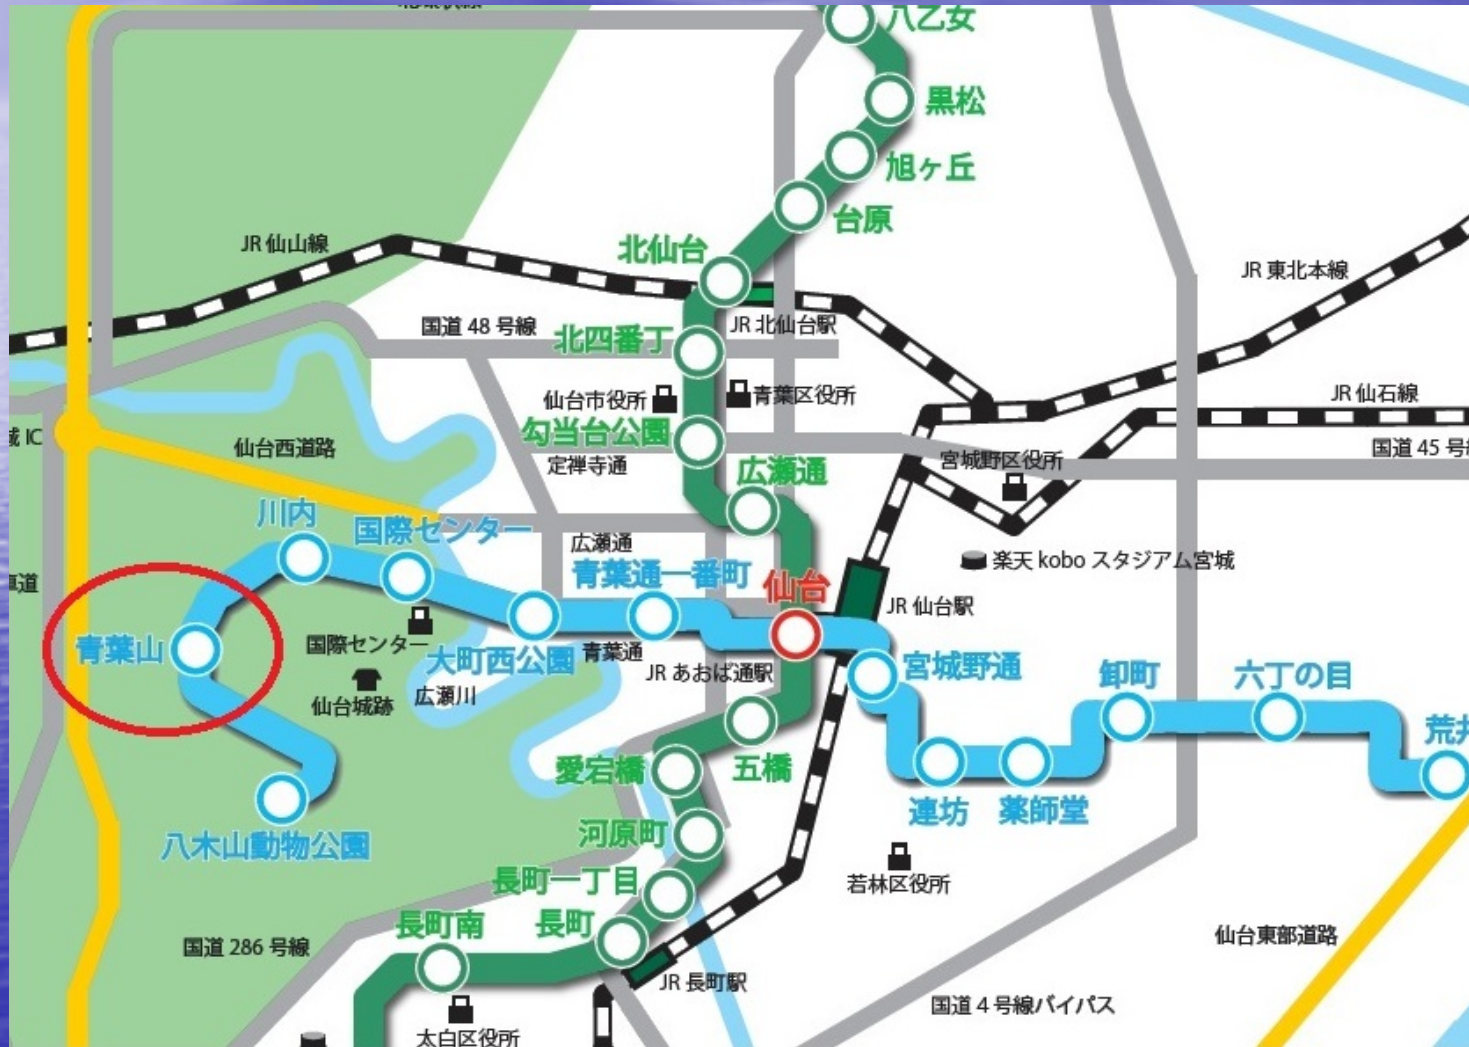 八乙女
黒松
旭ヶ丘
台原
JR 仙山線
北仙台
JR 東北本線
国道 48 号線
JR 北仙台駅
北四番丁
仙台市役所
青葉区役所
JR 仙石線
城 IC
仙台西道路
勾当台公園
国道 45 号
定禅寺通
広瀬通
宮城野区役所
川内
国際センター
広瀬通
楽天 kobo スタジアム宮城
車道
青葉通一番町
仙台
JR 仙台駅
青葉山
国際センター
大町西公園
青葉通
JR あおば通駅
宮城野通
卸町
六丁の目
仙台城跡
広瀬川
荒井
愛宕橋
五橋
連坊
薬師堂
河原町
八木山動物公園
長町一丁目
若林区役所
長町南
長町
国道 286 号線
仙台東部道路
JR 長町駅
国道 4 号線バイパス
太白区役所